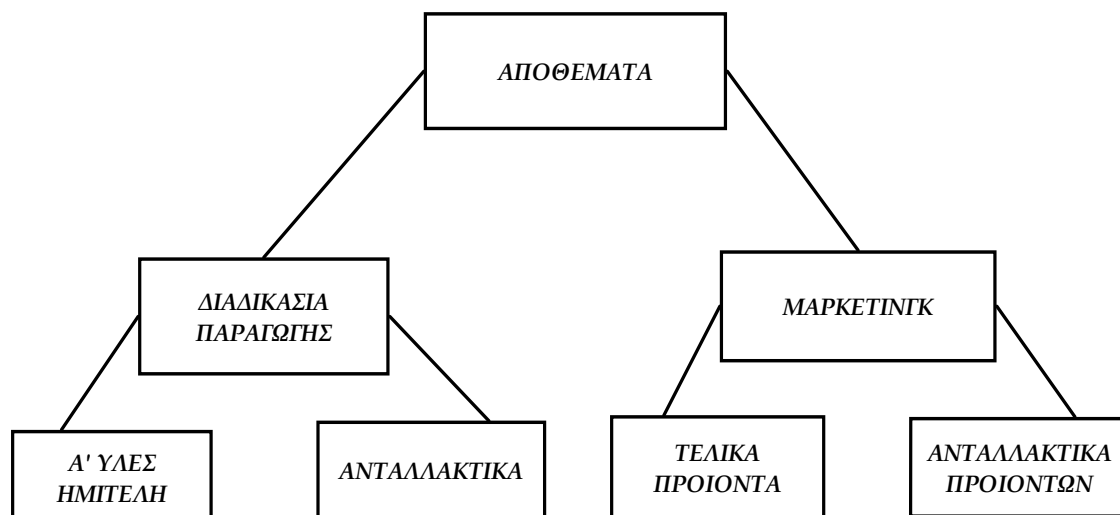 ΑΠΟΘΕΜΑΤΑ
ΔΙΑΔΙΚΑΣΙΑ
ΠΑΡΑΓΩΓΗΣ
ΜΑΡΚΕΤΙΝΓΚ
Α' ΥΛΕΣ
ΗΜΙΤΕΛΗ
ΑΝΤΑΛΛΑΚΤΙΚΑ
ΤΕΛΙΚΑ
ΠΡΟΙΟΝΤΑ
ΑΝΤΑΛΛΑΚΤΙΚΑ
ΠΡΟΙΟΝΤΩΝ